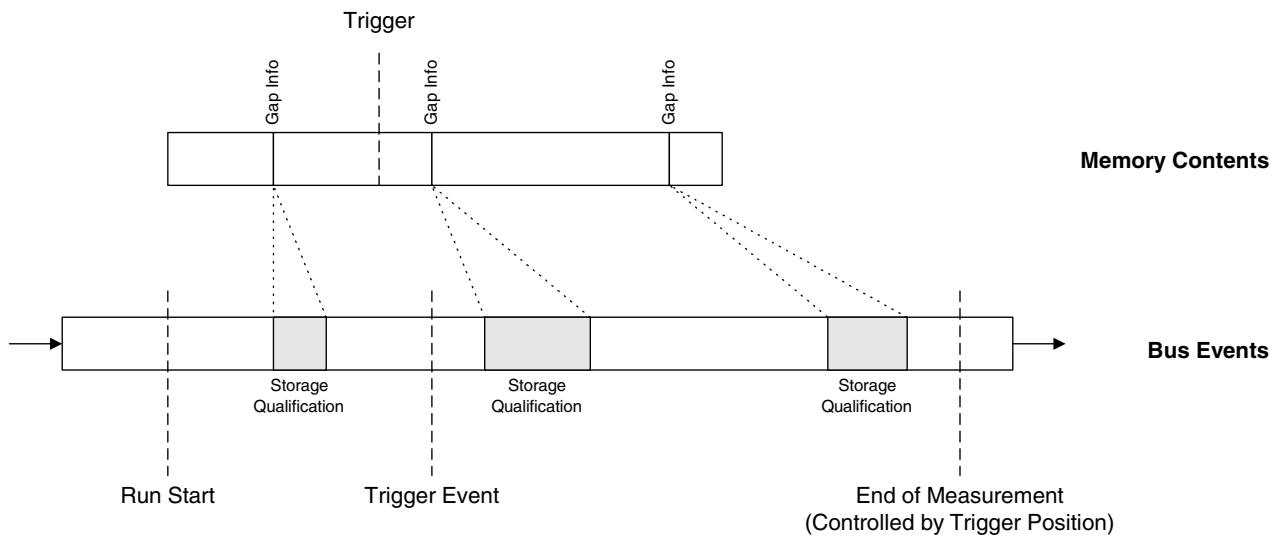 Trigger
Gap Info
Gap Info
Gap Info
Memory Contents
Bus Events
Storage
Qualification
Storage
Qualification
Storage
Qualification
Run Start
Trigger Event
End of Measurement
(Controlled by Trigger Position)